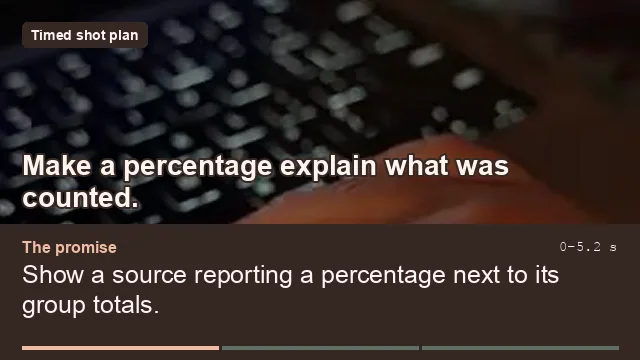 Timed shot plan
Make a percentage explain what was
counted.
The promise
0–5.2 s
Show a source reporting a percentage next to its
group totals.